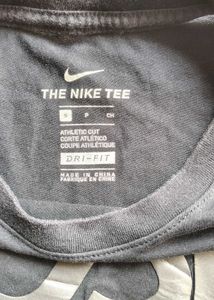 THE NIKE TEE
S P CH
ATHLETIC CUT
CORTE ATLÉTICO
COUPE ATHLÉTIQUE
DRI-FIT
MADE IN CHINA
FABRIQUÉ EN CHINE